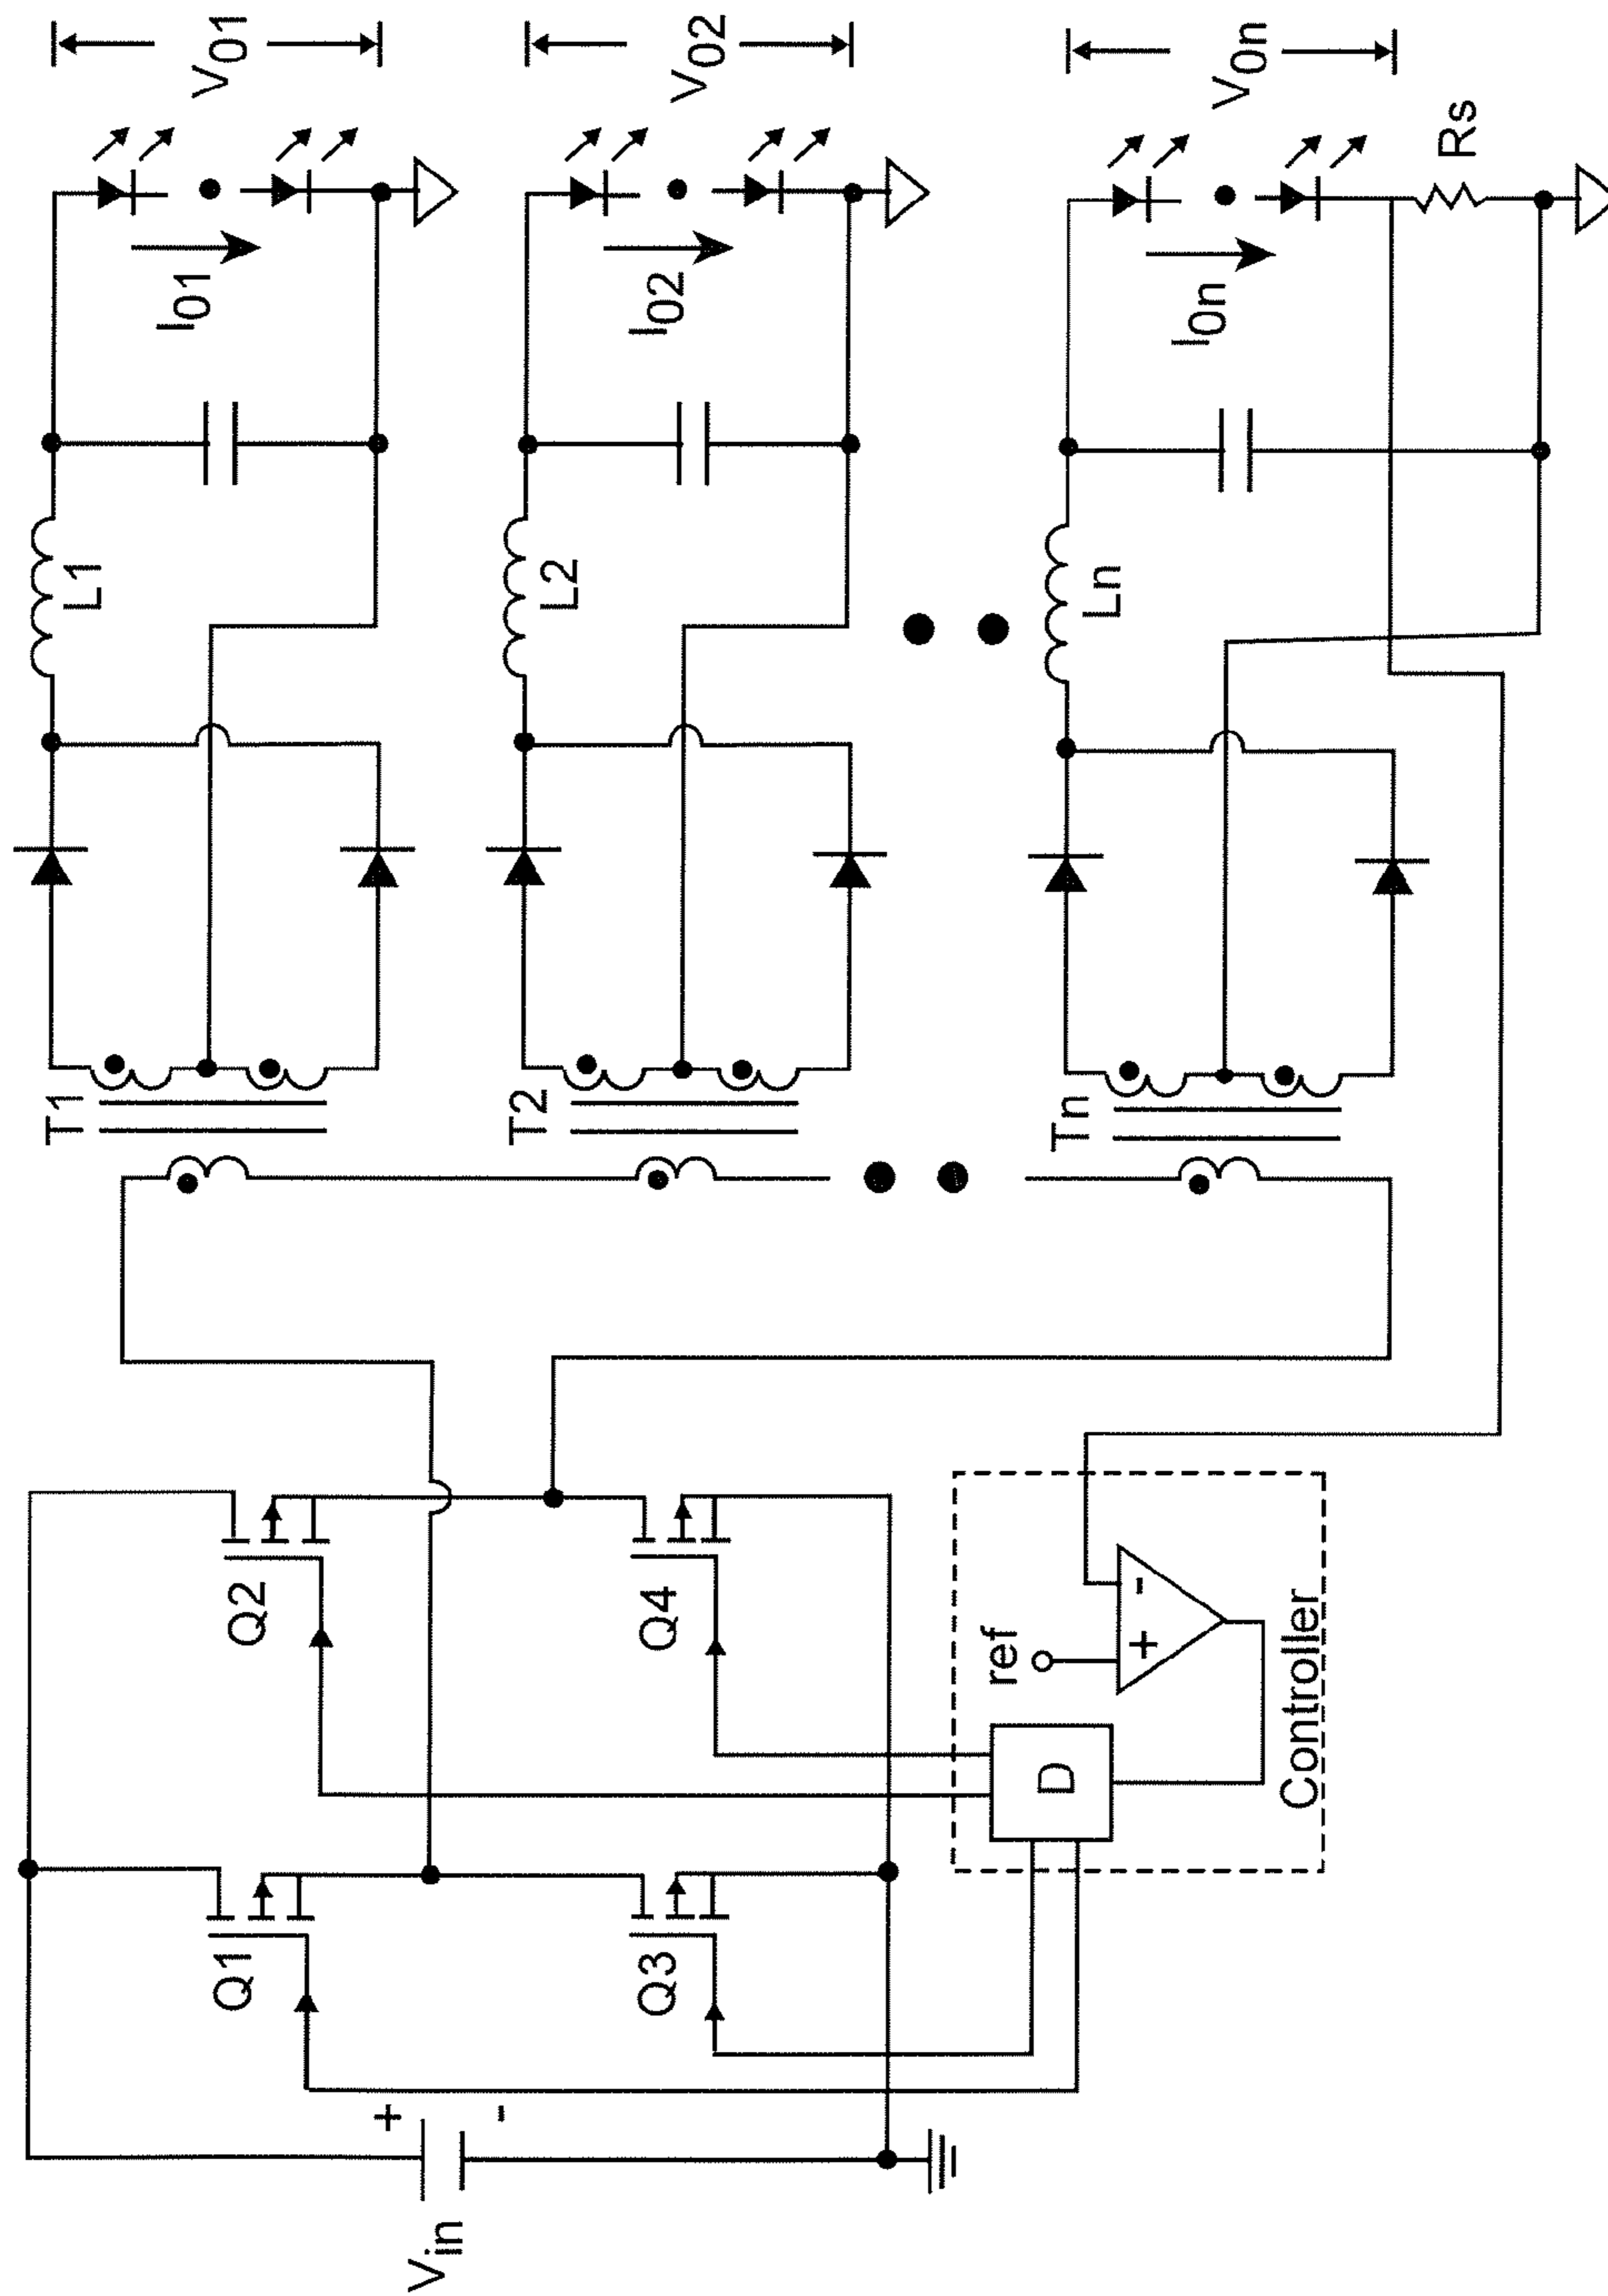 V01
I01
L1
T1
V02
I02
L2
T2
V0n
I0n
Rs
Ln
Tn
Vin
+
-
Q1
Q2
Q3
Q4
D
ref
+
-
Controller